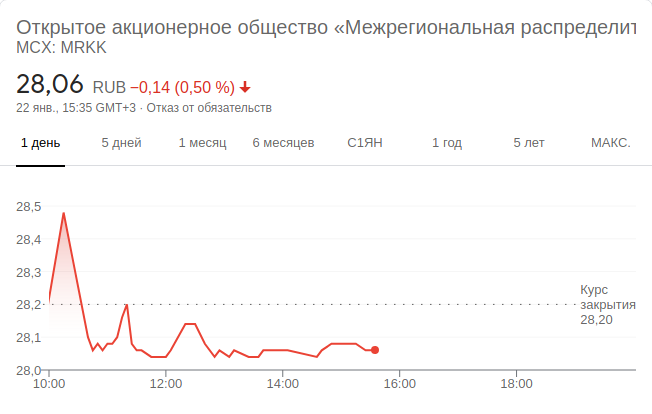 Открытое акционерное общество «Межрегиональная распределит
MCX: MRKK
28,06 RUB −0,14 (0,50 %)
22 янв., 15:35 GMT+3 · Отказ от обязательств
1 день 5 дней 1 месяц 6 месяцев С1ЯН 1 год 5 лет МАКС.
28,5
28,4
28,3
Курс
28,2 закрытия
28,20
28,1
28,0
10:00 12:00 14:00 16:00 18:00